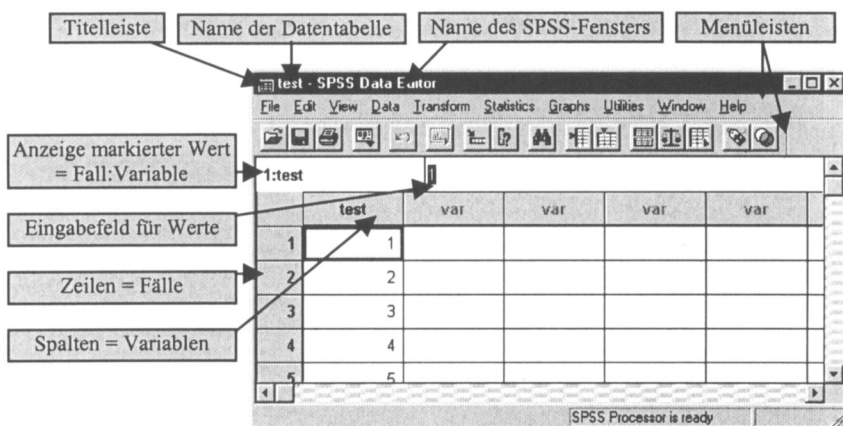 Titelleiste
Name der Datentabelle
Name des SPSS-Fensters
Menüleisten
test - SPSS Data Editor
File Edit View Data Transform Statistics Graphs Utilities Window Help
Anzeige markierter Wert
= Fall:Variable
1:test
1
Eingabefeld für Werte
test var var var var
1 1
Zeilen = Fälle
2 2
3 3
Spalten = Variablen
4 4
5 5
SPSS Processor is ready